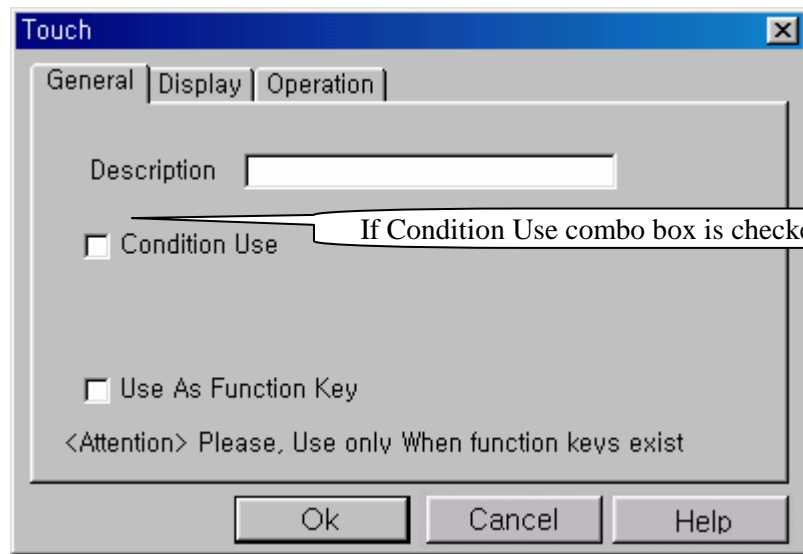 Touch
General Display Operation
Description
If Condition Use combo box is checke
Condition Use
Use As Function Key
<Attention> Please, Use only When function keys exist
Ok Cancel Help